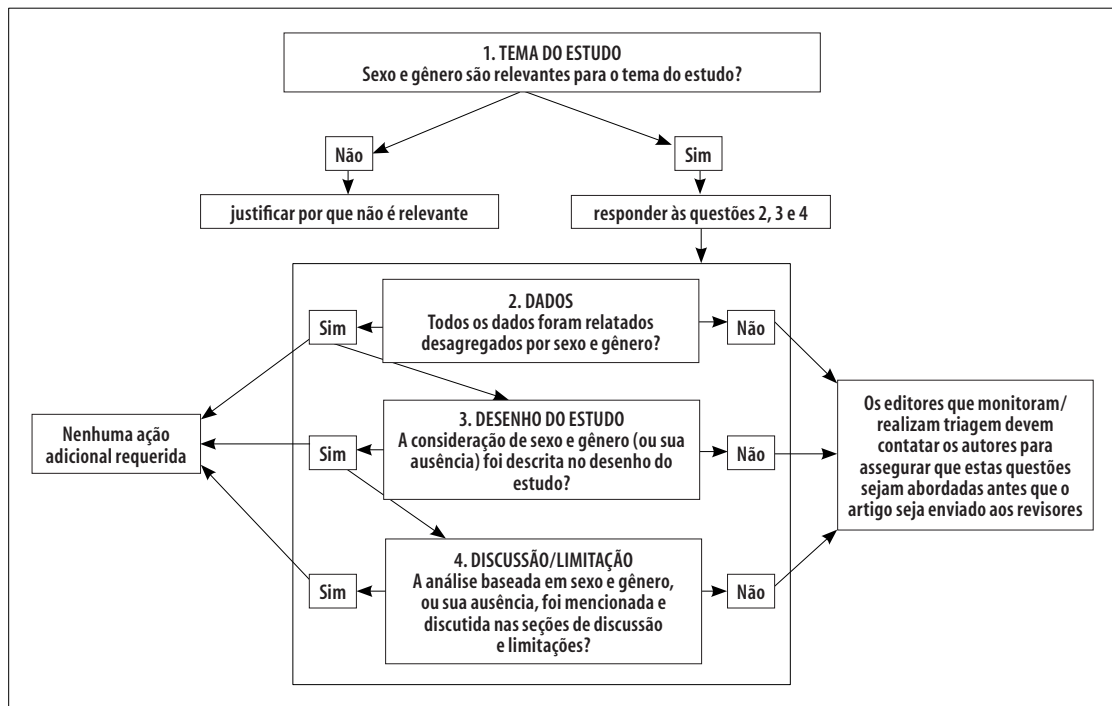 1. TEMA DO ESTUDO
Sexo e gênero são relevantes para o tema do estudo?
Não
Sim
justificar por que não é relevante
responder às questões 2, 3 e 4
2. DADOS
Todos os dados foram relatados
desagregados por sexo e gênero?
Sim
Não
3. DESENHO DO ESTUDO
A consideração de sexo e gênero (ou sua
ausência) foi descrita no desenho do
estudo?
Sim
Não
4. DISCUSSÃO/LIMITAÇÃO
A análise baseada em sexo e gênero,
ou sua ausência, foi mencionada e
discutida nas seções de discussão
e limitações?
Sim
Não
Nenhuma ação
adicional requerida
Os editores que monitoram/
realizam triagem devem
contatar os autores para
assegurar que estas questões
sejam abordadas antes que o
artigo seja enviado aos revisores